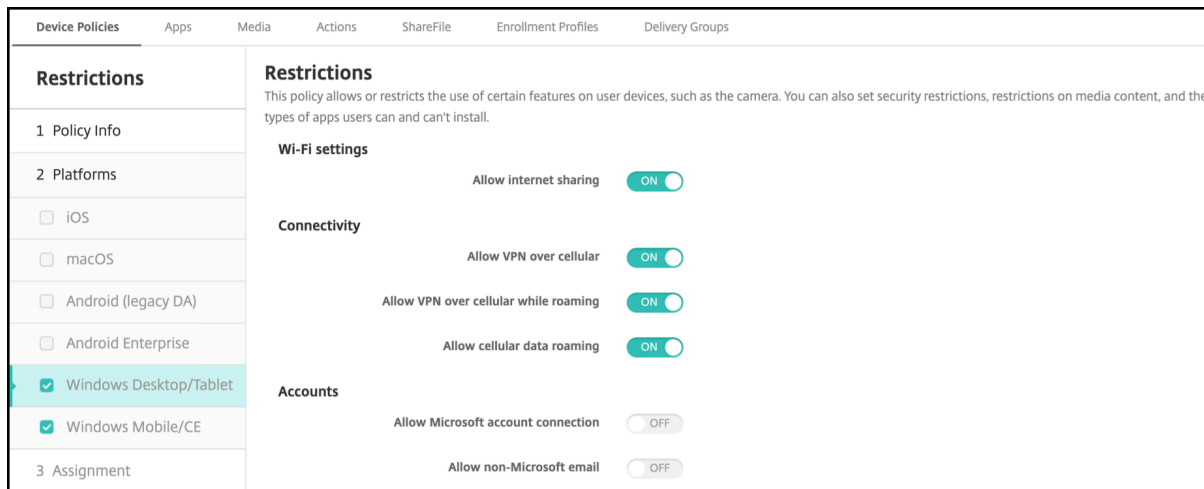 Device Policies Apps Media Actions ShareFile Enrollment Profiles Delivery Groups
Restrictions
1 Policy Info
2 Platforms
iOS
macOS
Android (legacy DA)
Android Enterprise
Windows Desktop/Tablet
Windows Mobile/CE
3 Assignment
Restrictions
This policy allows or restricts the use of certain features on user devices, such as the camera. You can also set security restrictions, restrictions on media content, and the
types of apps users can and can't install.
Wi-Fi settings
Allow internet sharing ON
Connectivity
Allow VPN over cellular ON
Allow VPN over cellular while roaming ON
Allow cellular data roaming ON
Accounts
Allow Microsoft account connection OFF
Allow non-Microsoft email OFF